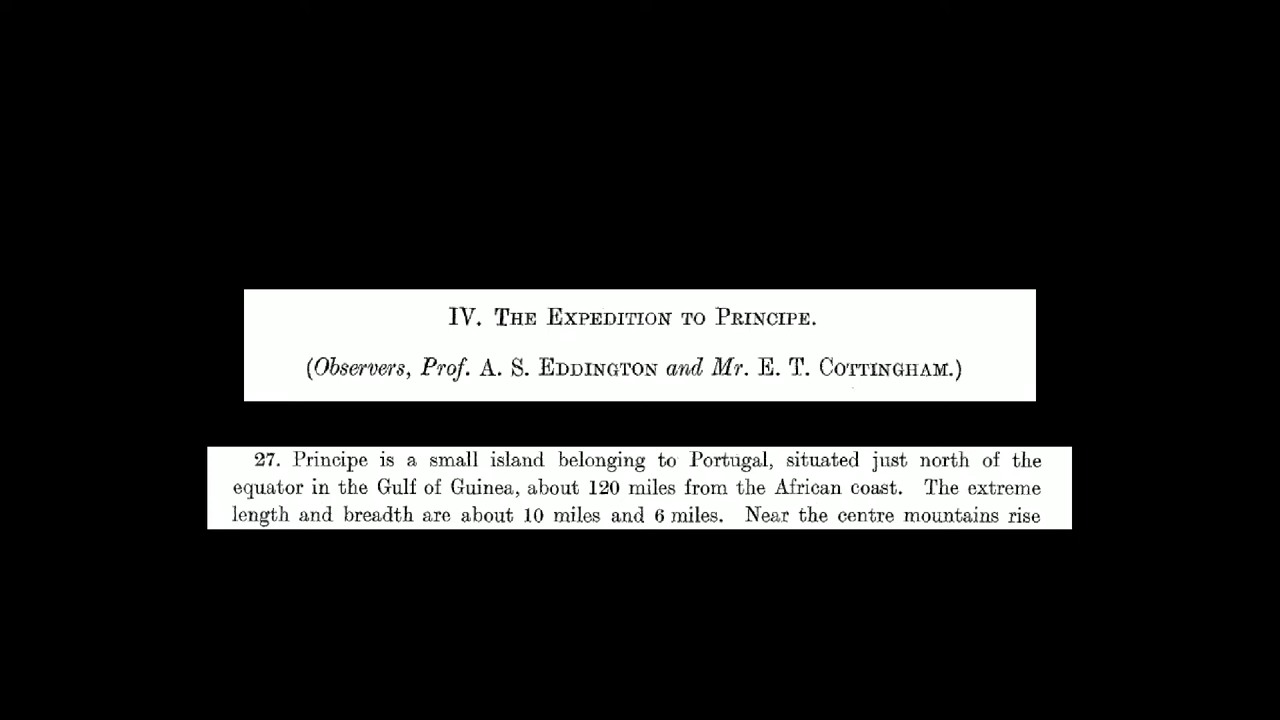 IV. THE EXPEDITION TO PRINCIPE.
(Observers, Prof. A. S. EDDINGTON and Mr. E. T. COTTINGHAM.)
27. Principe is a small island belonging to Portugal, situated just north of the
equator in the Gulf of Guinea, about 120 miles from the African coast. The extreme
length and breadth are about 10 miles and 6 miles. Near the centre mountains rise